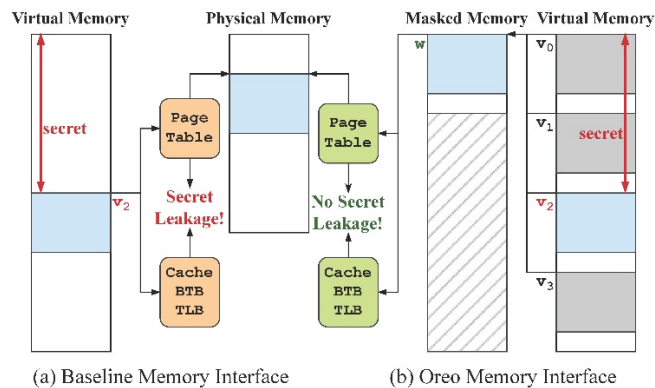 Virtual Memory
Physical Memory
Masked Memory
Virtual Memory
secret
v2
Page
Table
Secret
Leakage!
Cache
BTB
TLB
Page
Table
No Secret
Leakage!
Cache
BTB
TLB
w
v0
v1
v2
v3
secret
(a) Baseline Memory Interface
(b) Oreo Memory Interface